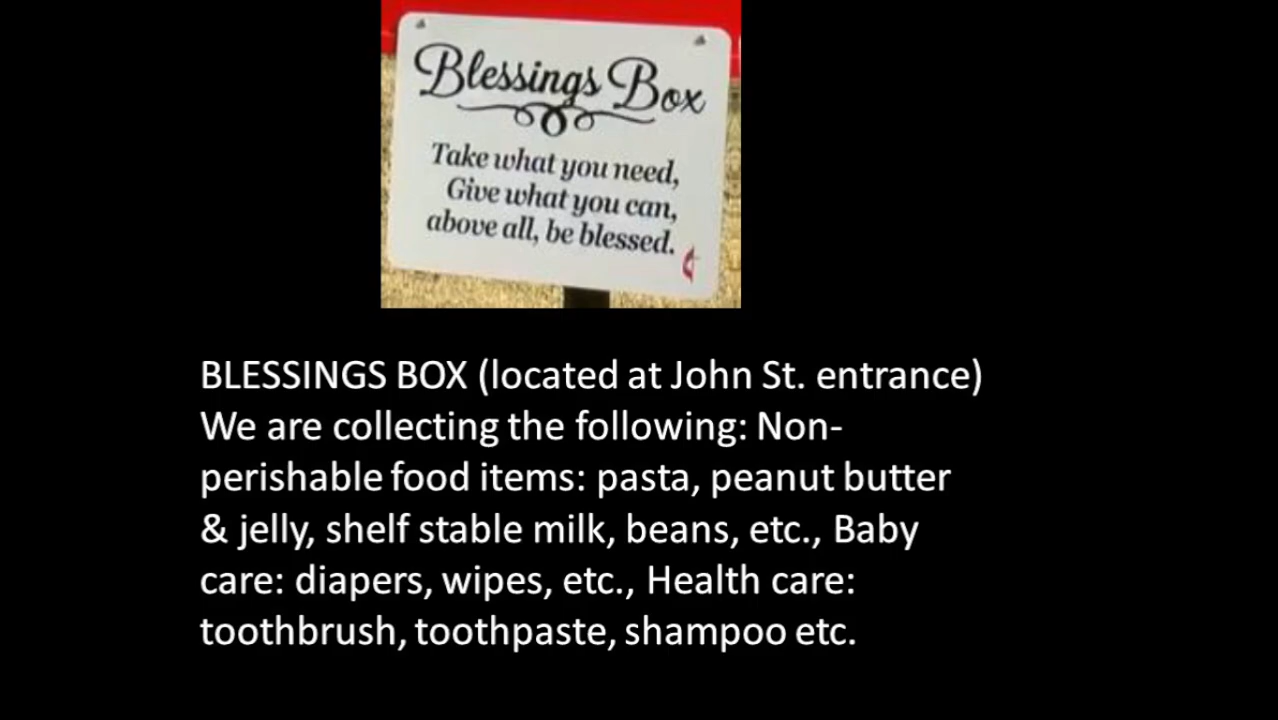 Blessings Box
Take what you need,
Give what you can,
above all, be blessed.
BLESSINGS BOX (located at John St. entrance)
We are collecting the following: Non-
perishable food items: pasta, peanut butter
& jelly, shelf stable milk, beans, etc., Baby
care: diapers, wipes, etc., Health care:
toothbrush, toothpaste, shampoo etc.